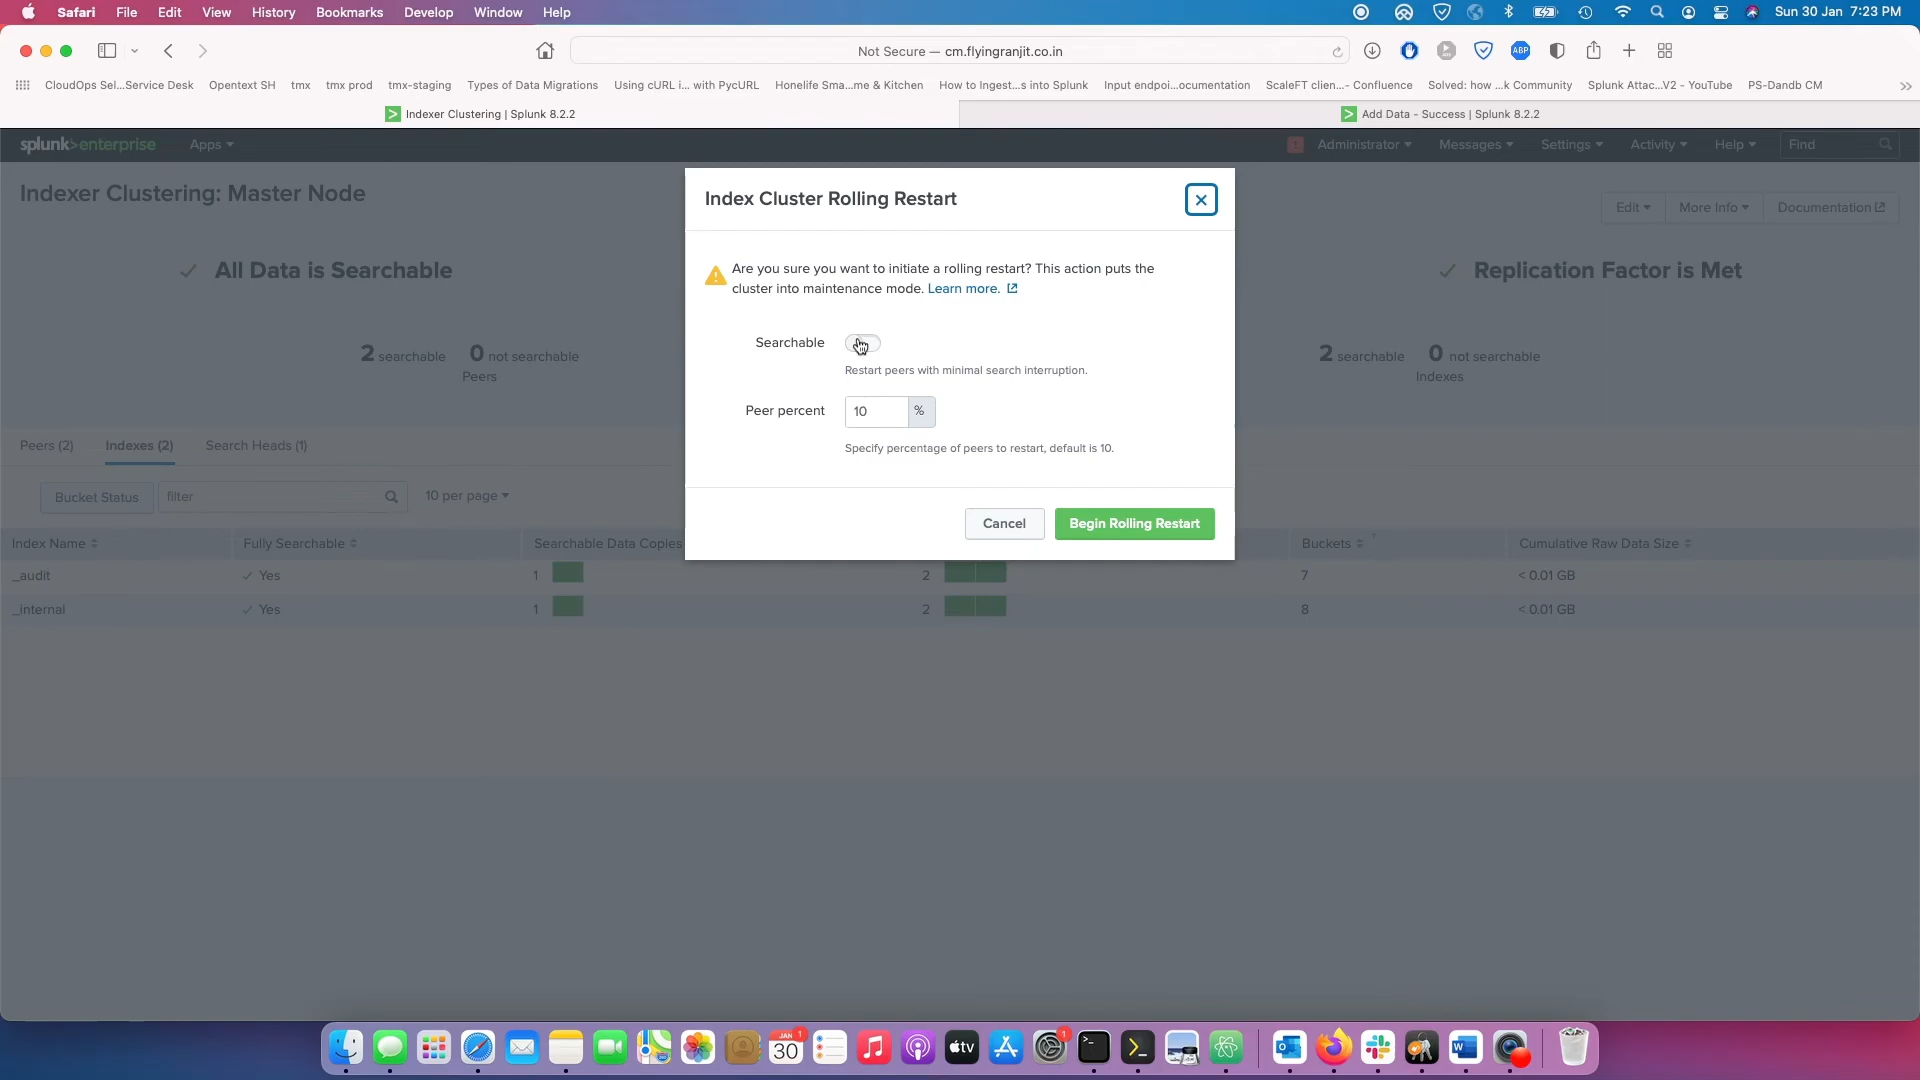 Safari File Edit View History Bookmarks Develop Window Help
Sun 30 Jan 7:23 PM
Not Secure — cm.flyingranjit.co.in
ABP
CloudOps Sel...Service Desk Opentext SH tmx tmx prod tmx-staging Types of Data Migrations Using cURL i... with PycURL Honelife Sma...me & Kitchen How to Ingest...s into Splunk Input endpoi...ocumentation ScaleFT clien...- Confluence Solved: how ...k Community Splunk Attac...V2 - YouTube PS-Dandb CM
Indexer Clustering | Splunk 8.2.2
Add Data - Success | Splunk 8.2.2
splunk>enterprise Apps
Administrator Messages Settings Activity Help Find
Indexer Clustering: Master Node
Edit More Info Documentation
All Data is Searchable
Replication Factor is Met
2 searchable 0 not searchable
Peers
2 searchable 0 not searchable
Indexes
Index Cluster Rolling Restart
Are you sure you want to initiate a rolling restart? This action puts the
cluster into maintenance mode. Learn more.
Searchable
Restart peers with minimal search interruption.
Peer percent 10 %
Specify percentage of peers to restart, default is 10.
Cancel Begin Rolling Restart
Peers (2) Indexes (2) Search Heads (1)
Bucket Status filter 10 per page
Index Name Fully Searchable Searchable Data Copies Buckets Cumulative Raw Data Size
_audit Yes 1 2 7 < 0.01 GB
_internal Yes 1 2 8 < 0.01 GB
JAN 1
30
tv
1